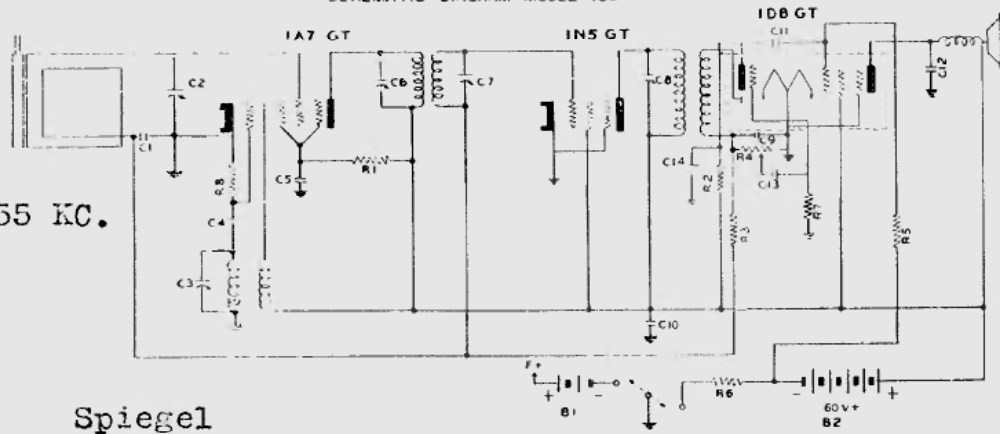 1A7 GT
1N5 GT
1D8 GT
C11
C2
C6
C7
C8
C12
C1
R8
C5
R1
C14
R2
C9
R4
C13
R7
R3
R5
C4
55 KC.
C3
C10
F+
+ B1 -
R6
- 60V+ +
B2
Spiegel